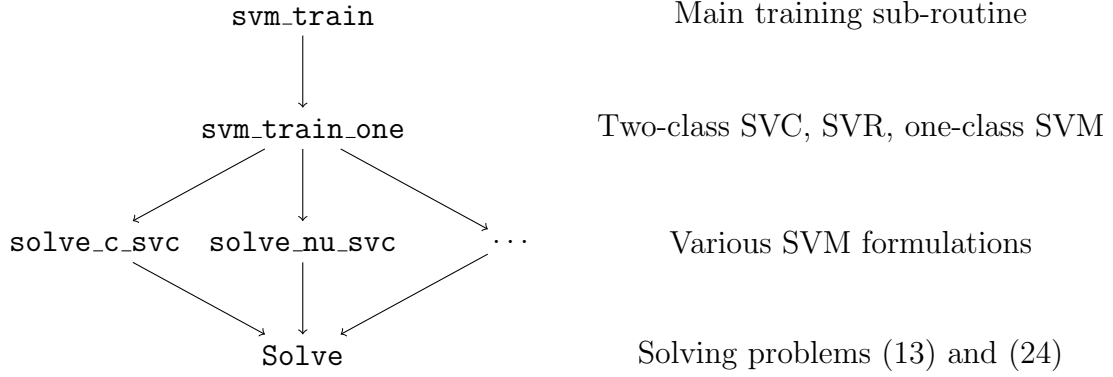 svm_train Main training sub-routine
svm_train_one Two-class SVC, SVR, one-class SVM
solve_c_svc solve_nu_svc ... Various SVM formulations
Solve Solving problems (13) and (24)